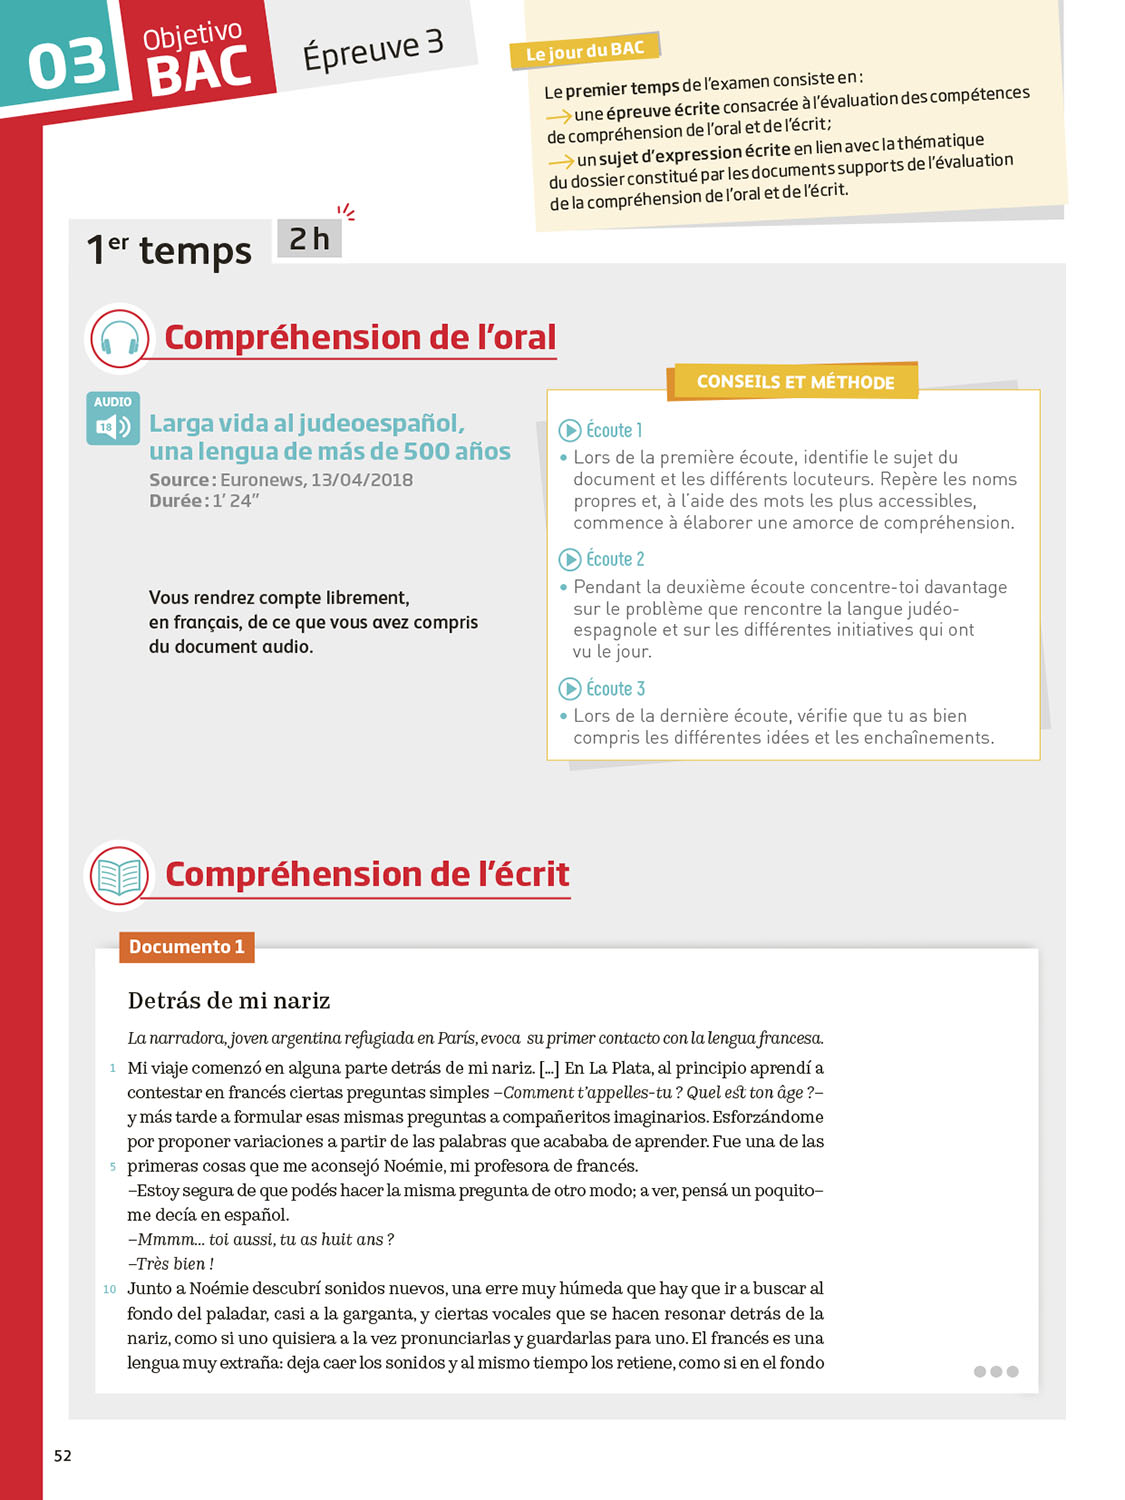 03
Objetivo
BAC
Épreuve 3
Le jour du BAC
Le premier temps de l'examen consiste en :
une épreuve écrite consacrée à l'évaluation des compétences
de compréhension de l'oral et de l'écrit ;
un sujet d'expression écrite en lien avec la thématique
du dossier constitué par les documents supports de l'évaluation
de la compréhension de l'oral et de l'écrit.
1er temps
2 h
Compréhension de l'oral
AUDIO
18
Larga vida al judeoespañol,
una lengua de más de 500 años
Source : Euronews, 13/04/2018
Durée : 1' 24"
Vous rendrez compte librement,
en français, de ce que vous avez compris
du document audio.
CONSEILS ET MÉTHODE
Écoute 1
• Lors de la première écoute, identifie le sujet du
document et les différents locuteurs. Repère les noms
propres et, à l'aide des mots les plus accessibles,
commence à élaborer une amorce de compréhension.
Écoute 2
• Pendant la deuxième écoute concentre-toi davantage
sur le problème que rencontre la langue judéo-
espagnole et sur les différentes initiatives qui ont
vu le jour.
Écoute 3
• Lors de la dernière écoute, vérifie que tu as bien
compris les différentes idées et les enchaînements.
Compréhension de l'écrit
Documento 1
Detrás de mi nariz
La narradora, joven argentina refugiada en París, evoca su primer contacto con la lengua francesa.
1 Mi viaje comenzó en alguna parte detrás de mi nariz. [...] En La Plata, al principio aprendí a
contestar en francés ciertas preguntas simples –Comment t'appelles-tu ? Quel est ton âge ?–
y más tarde a formular esas mismas preguntas a compañeritos imaginarios. Esforzándome
por proponer variaciones a partir de las palabras que acababa de aprender. Fue una de las
5 primeras cosas que me aconsejó Noémie, mi profesora de francés.
–Estoy segura de que podés hacer la misma pregunta de otro modo; a ver, pensá un poquito–
me decía en español.
–Mmmm... toi aussi, tu as huit ans ?
–Très bien !
10 Junto a Noémie descubrí sonidos nuevos, una erre muy húmeda que hay que ir a buscar al
fondo del paladar, casi a la garganta, y ciertas vocales que se hacen resonar detrás de la
nariz, como si uno quisiera a la vez pronunciarlas y guardarlas para uno. El francés es una
lengua muy extraña: deja caer los sonidos y al mismo tiempo los retiene, como si en el fondo
52